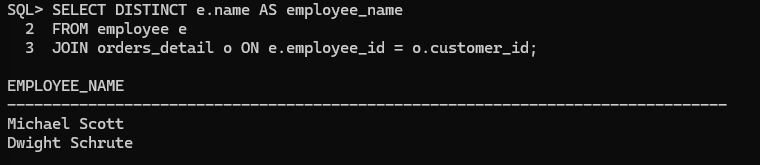 SQL> SELECT DISTINCT e.name AS employee_name
  2  FROM employee e
  3  JOIN orders_detail o ON e.employee_id = o.customer_id;

EMPLOYEE_NAME
--------------------------------------------------------------------------------
Michael Scott
Dwight Schrute